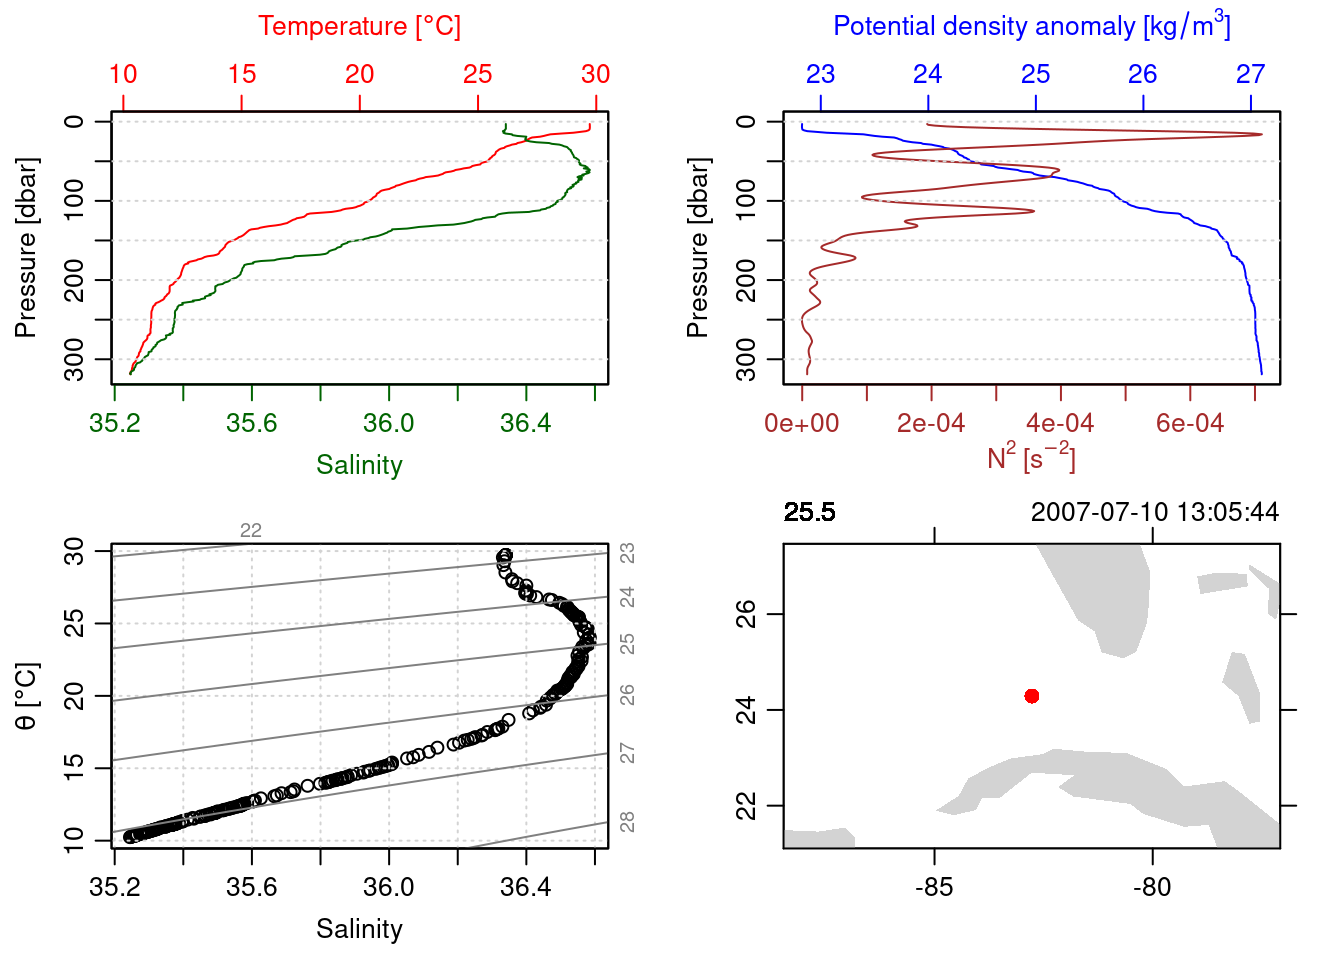 Temperature [°C]
10 15 20 25 30
0
100
200
300
Pressure [dbar]
35.2 35.6 36.0 36.4
Salinity
Potential density anomaly [kg/m³]
23 24 25 26 27
0
100
200
300
Pressure [dbar]
0e+00 2e-04 4e-04 6e-04
N² [s⁻²]
22
23
24
25
26
27
28
30
25
20
15
10
θ [°C]
35.2 35.6 36.0 36.4
Salinity
25.5 2007-07-10 13:05:44
26
24
22
-85 -80